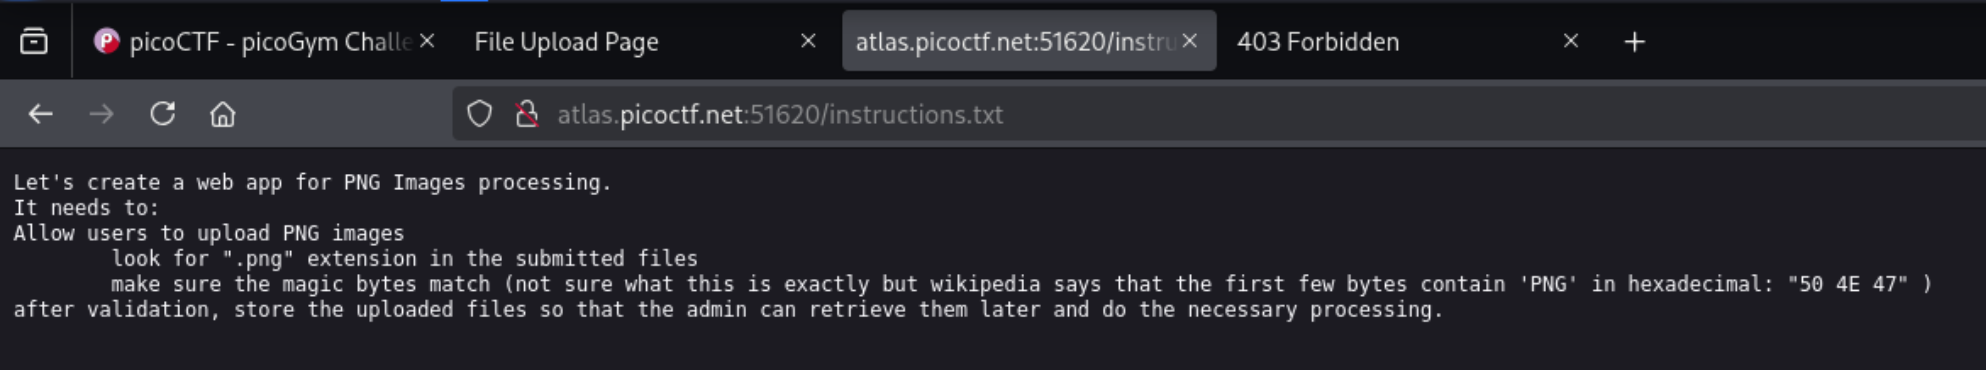 picoCTF - picoGym Challe
File Upload Page
atlas.picoctf.net:51620/instru
403 Forbidden
atlas.picoctf.net:51620/instructions.txt
Let's create a web app for PNG Images processing.
It needs to:
Allow users to upload PNG images
look for ".png" extension in the submitted files
make sure the magic bytes match (not sure what this is exactly but wikipedia says that the first few bytes contain 'PNG' in hexadecimal: "50 4E 47" )
after validation, store the uploaded files so that the admin can retrieve them later and do the necessary processing.